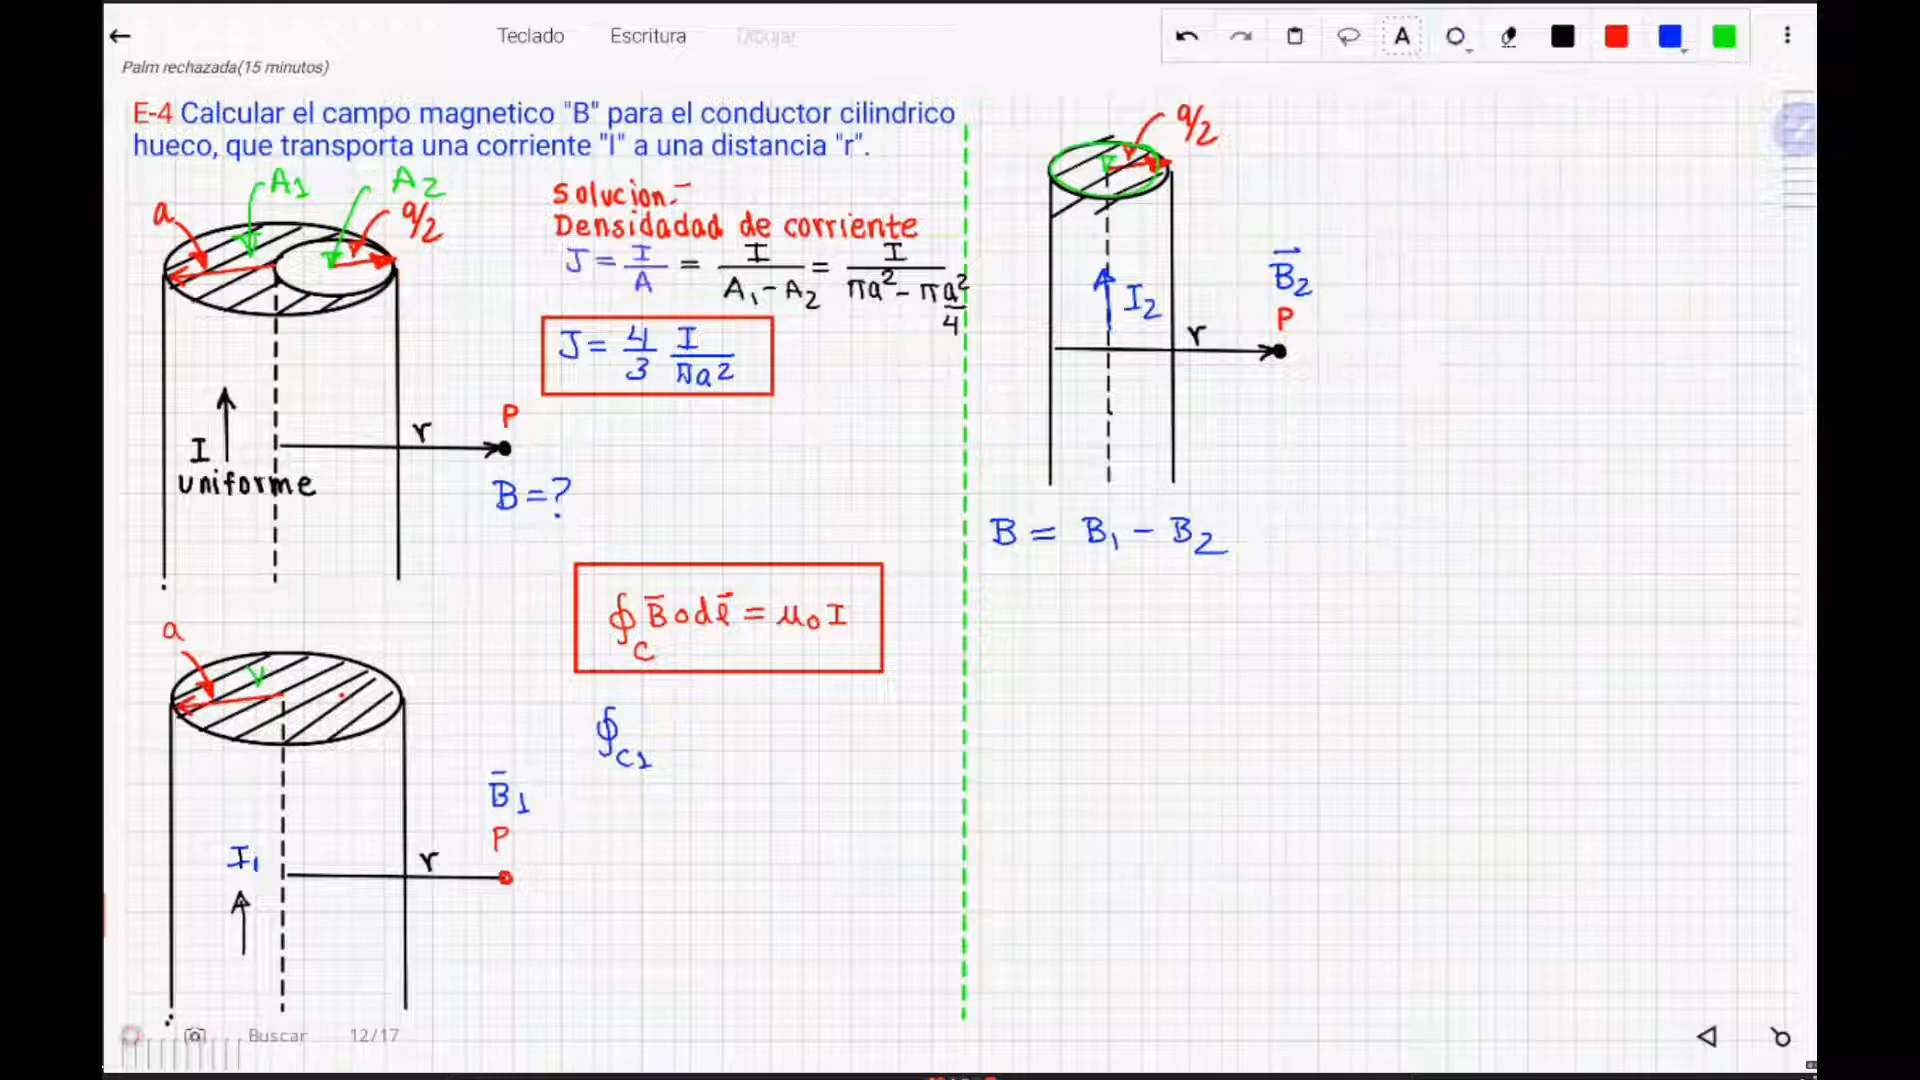 Teclado Escritura Dibujar
A
Palm rechazada(15 minutos)
E-4 Calcular el campo magnetico "B" para el conductor cilindrico
hueco, que transporta una corriente "I" a una distancia "r".
A1 A2
a a/2
Solucion.-
Densidadad de corriente
J = I/A = I/(A1 - A2) = I/(πa² - πa²/4)
J = 4/3 I/πa²
I
uniforme
r
P
B = ?
∮C B̄ o dℓ̄ = μ0 I
∮C1
a
B̄1
P
I1
r
a/2
I2
r
B⃗2
P
B = B1 - B2
Buscar 12/17